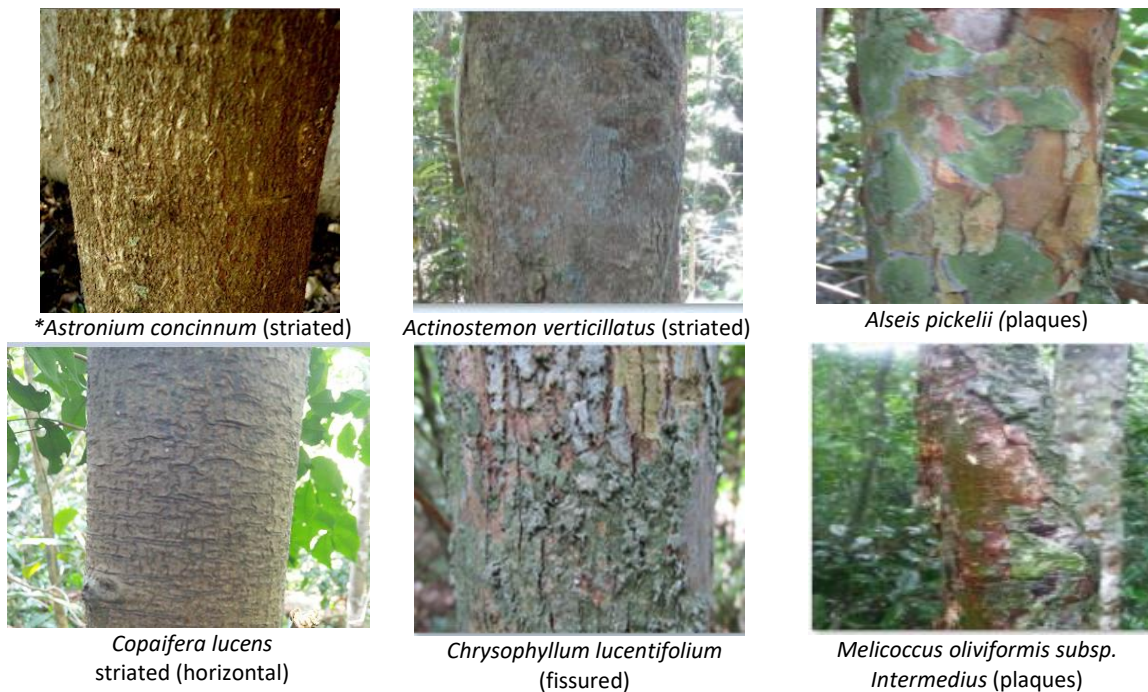 *Astronium concinnum (striated)
Actinostemon verticillatus (striated)
Alseis pickelii (plaques)
Copaifera lucens
striated (horizontal)
Chrysophyllum lucentifolium
(fissured)
Melicoccus oliviformis subsp.
Intermedius (plaques)